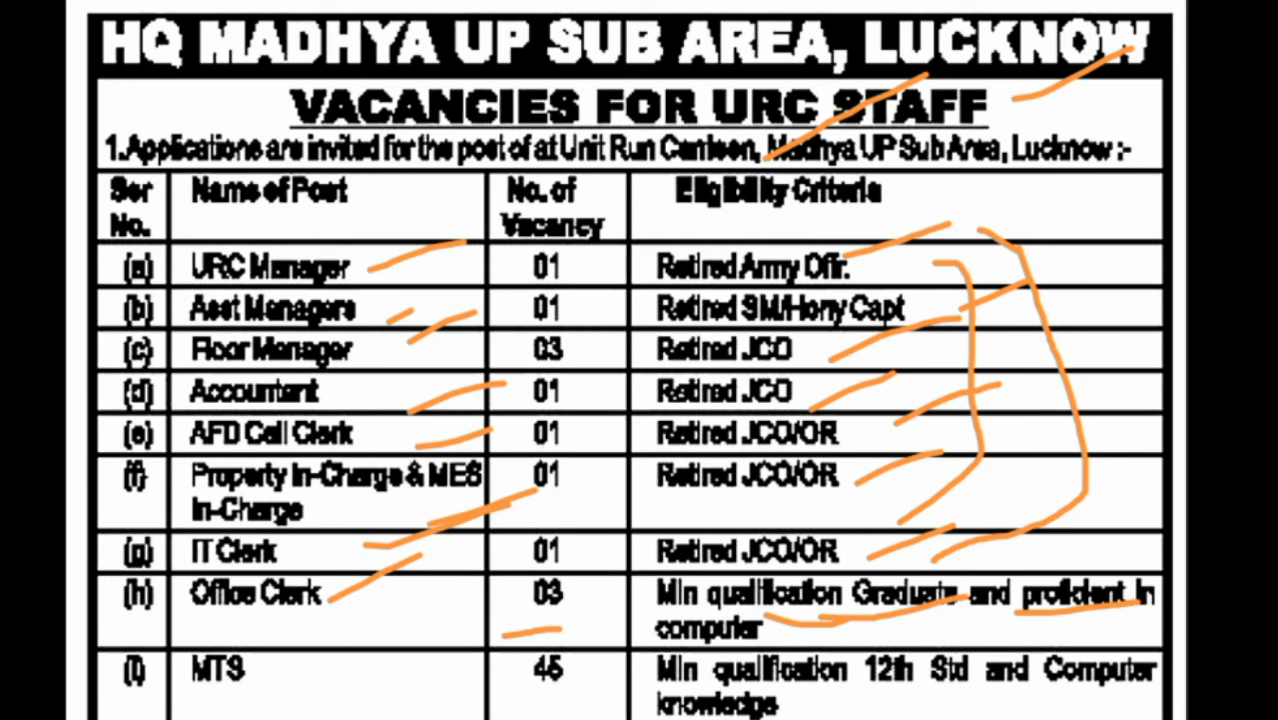 HQ MADHYA UP SUB AREA, LUCKNOW
VACANCIES FOR URC STAFF
1.Applications are invited for the post of at Unit Run Canteen, Madhya UP Sub Area, Lucknow :-
Ser No. Name of Post No. of Vacancy Eligibility Criteria
(a) URC Manager 01 Retired Army Offr.
(b) Asst Managers 01 Retired SM/Hony Capt
(c) Floor Manager 03 Retired JCO
(d) Accountant 01 Retired JCO
(e) AFD Cell Clerk 01 Retired JCO/OR
(f) Property In-Charge & MES 01 Retired JCO/OR
In-Charge
(g) IT Clerk 01 Retired JCO/OR
(h) Office Clerk 03 Min qualification Graduate and proficient in
computer
(i) MTS 45 Min qualification 12th Std and Computer
knowledge